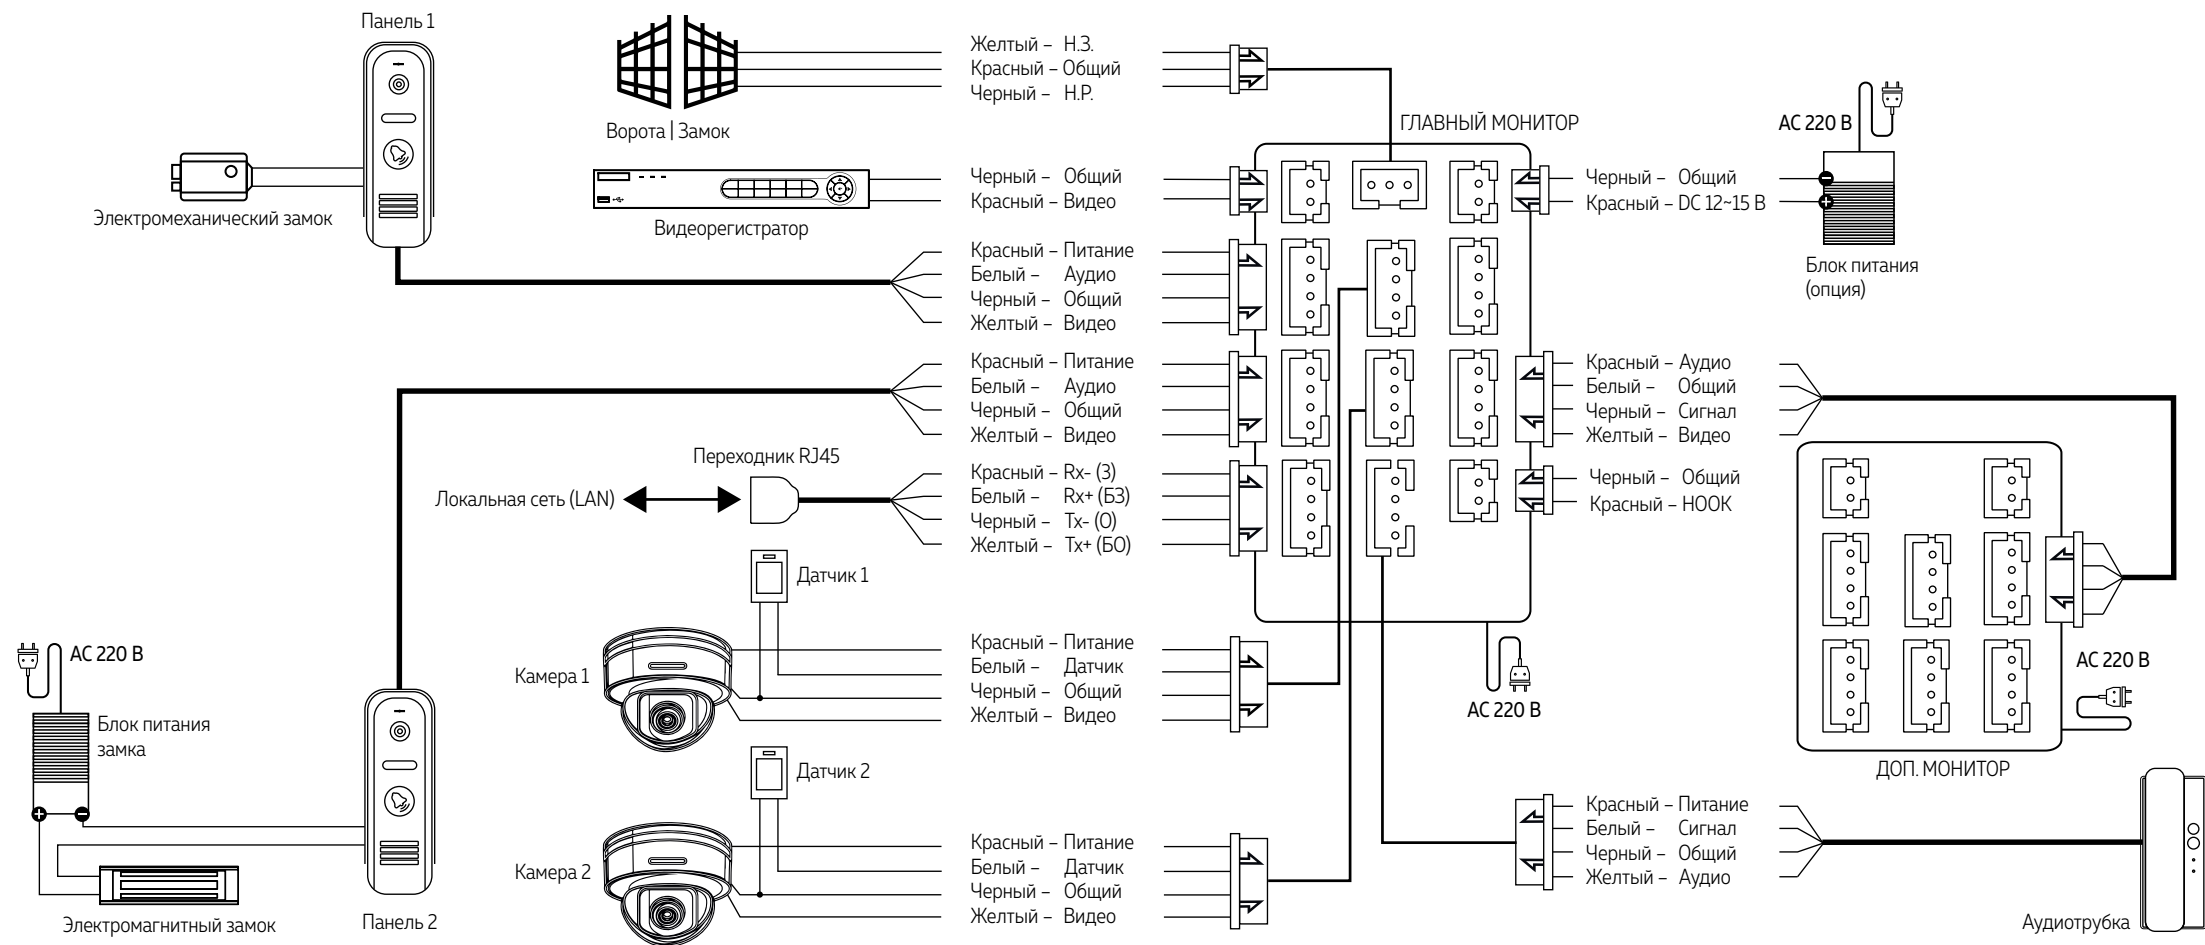 Панель 1
Электромеханический замок
Ворота | Замок
Желтый – Н.З.
Красный – Общий
Черный – Н.Р.
Видеорегистратор
Черный – Общий
Красный – Видео
Красный – Питание
Белый – Аудио
Черный – Общий
Желтый – Видео
Красный – Питание
Белый – Аудио
Черный – Общий
Желтый – Видео
Переходник RJ45
Локальная сеть (LAN)
Красный – Rx- (З)
Белый – Rx+ (БЗ)
Черный – Tx- (О)
Желтый – Tx+ (БО)
Датчик 1
Камера 1
Красный – Питание
Белый – Датчик
Черный – Общий
Желтый – Видео
Датчик 2
Камера 2
Красный – Питание
Белый – Датчик
Черный – Общий
Желтый – Видео
AC 220 В
Блок питания
замка
Электромагнитный замок
Панель 2
ГЛАВНЫЙ МОНИТОР
AC 220 В
AC 220 В
Черный – Общий
Красный – DC 12~15 В
Блок питания
(опция)
Красный – Аудио
Белый – Общий
Черный – Сигнал
Желтый – Видео
Черный – Общий
Красный – HOOK
AC 220 В
ДОП. МОНИТОР
Красный – Питание
Белый – Сигнал
Черный – Общий
Желтый – Аудио
Аудиотрубка